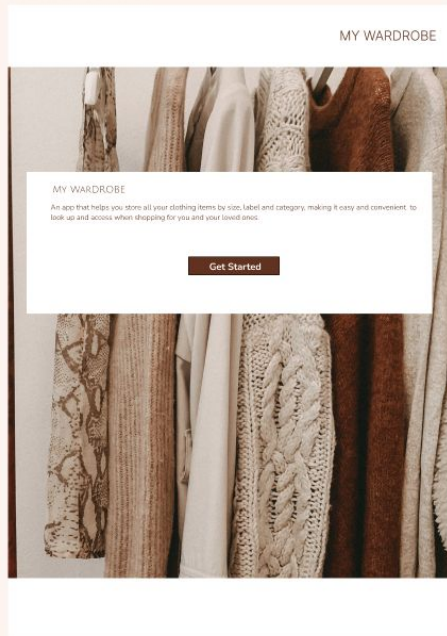 MY WARDROBE
MY WARDROBE
An app that helps you store all your clothing items by size, label and category, making it easy and convenient to
look up and access when shopping for you and your loved ones
Get Started